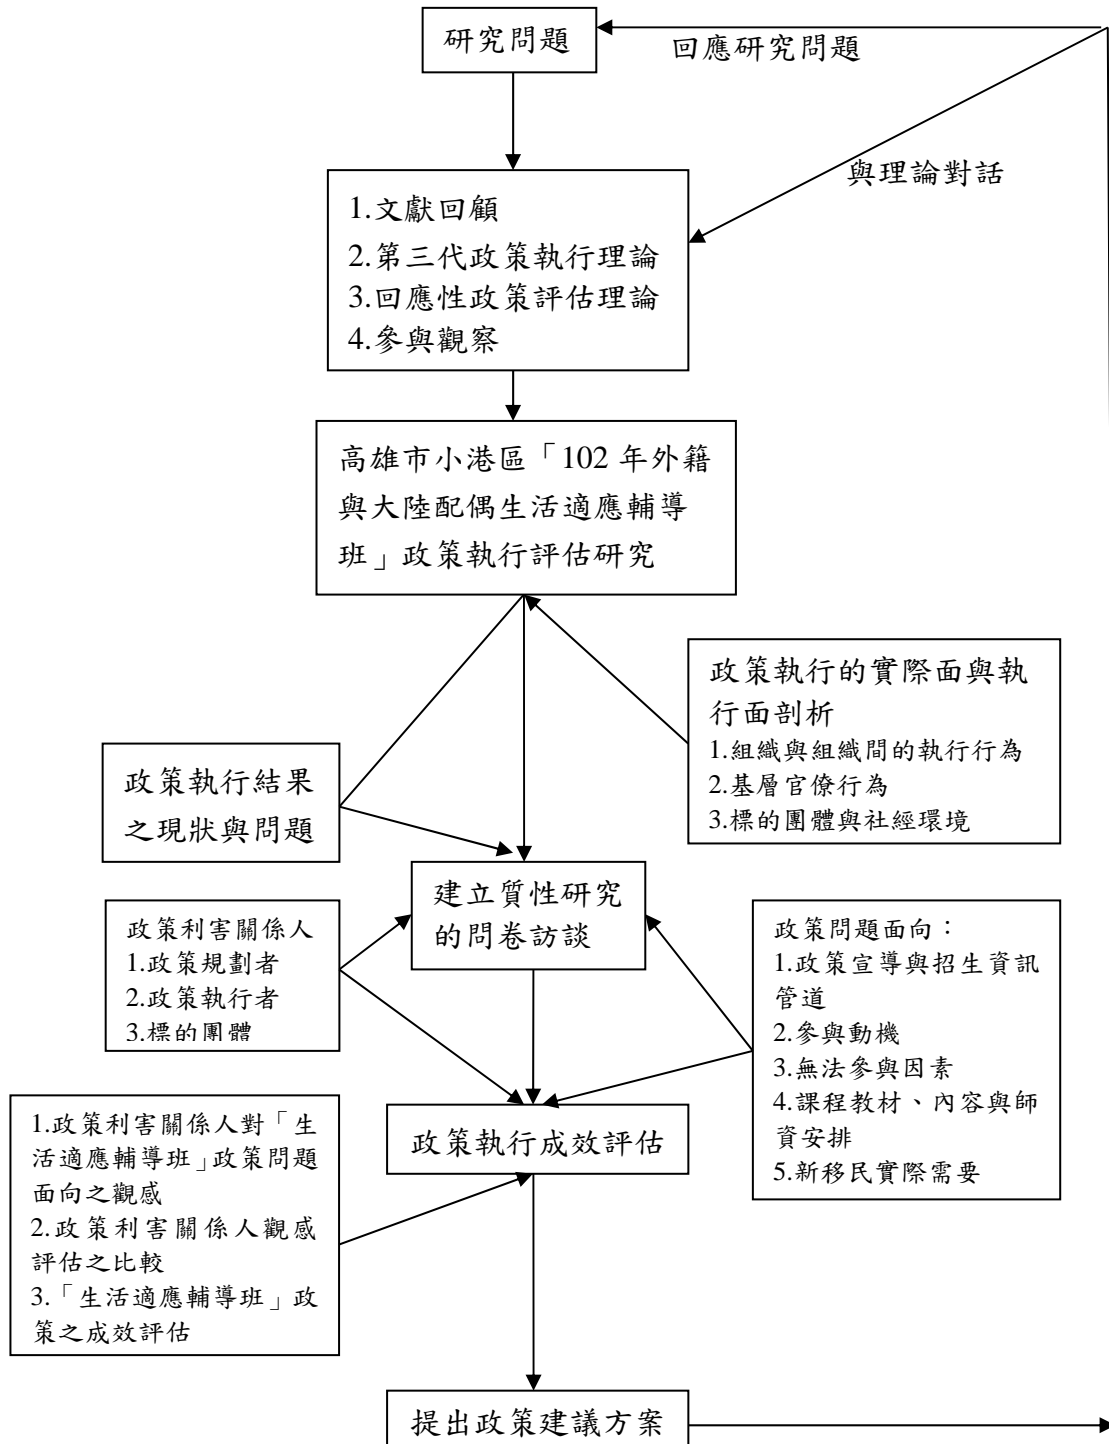 研究問題
回應研究問題
與理論對話
1.文獻回顧
2.第三代政策執行理論
3.回應性政策評估理論
4.參與觀察
高雄市小港區「102 年外籍
與大陸配偶生活適應輔導
班」政策執行評估研究
政策執行的實際面與執
行面剖析
1.組織與組織間的執行行為
2.基層官僚行為
3.標的團體與社經環境
政策執行結果
之現狀與問題
建立質性研究
的問卷訪談
政策利害關係人
1.政策規劃者
2.政策執行者
3.標的團體
政策問題面向：
1.政策宣導與招生資訊
管道
2.參與動機
3.無法參與因素
4.課程教材、內容與師
資安排
5.新移民實際需要
政策執行成效評估
1.政策利害關係人對「生
活適應輔導班」政策問題
面向之觀感
2.政策利害關係人觀感
評估之比較
3.「生活適應輔導班」政
策之成效評估
提出政策建議方案